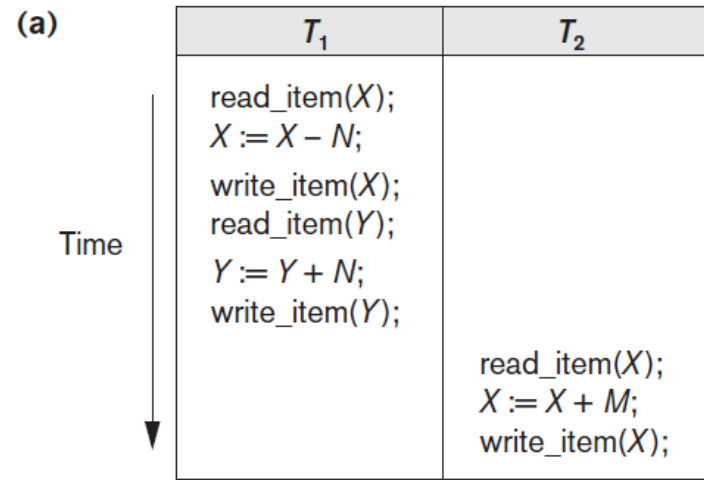 (a)
T₁ T₂
read_item(X);
X := X – N;
write_item(X);
read_item(Y);
Time
Y := Y + N;
write_item(Y);
read_item(X);
X := X + M;
write_item(X);